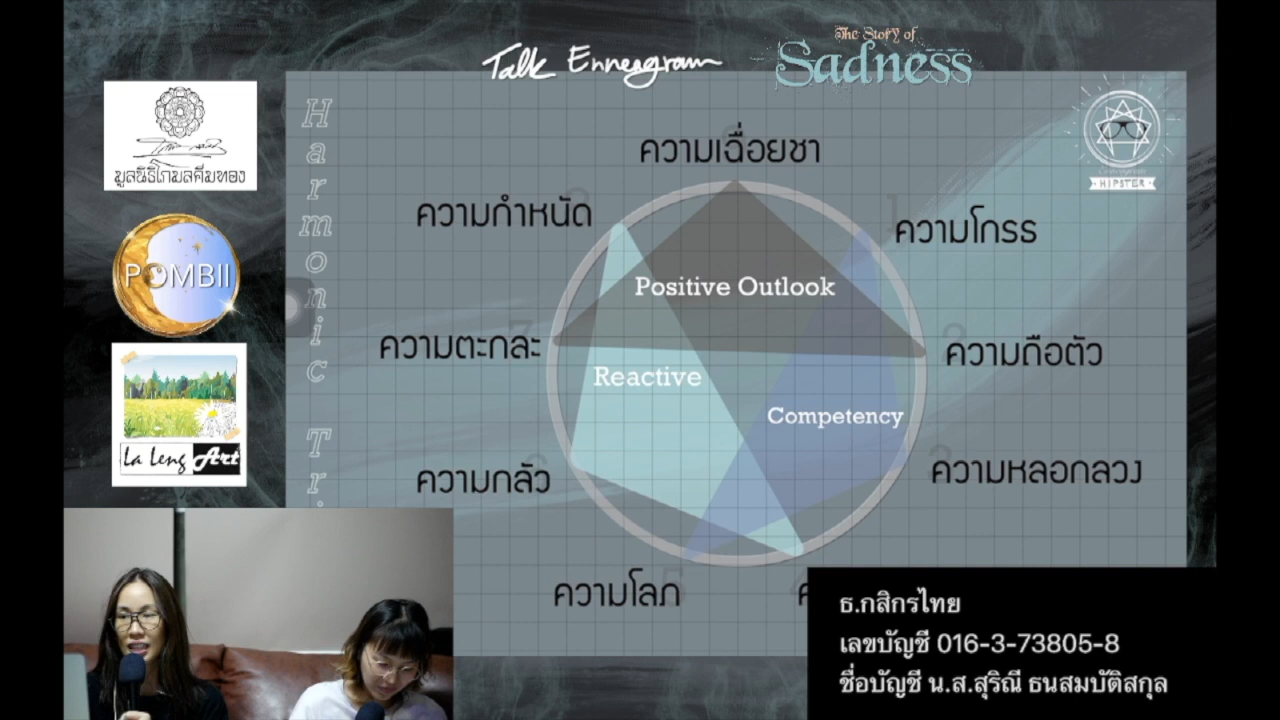 Talk Enneagram
The Story of
Sadness
Harmonic Tr
มูลนิธิโกมลคีมทอง
POMBII
La Leng Art
HIPSTER
ความเฉื่อยชา
ความกำหนัด
ความโกรธ
Positive Outlook
ความตะกละ
ความถือตัว
Reactive
Competency
ความกลัว
ความหลอกลวง
ความโลภ
ธ.กสิกรไทย
เลขบัญชี 016-3-73805-8
ชื่อบัญชี น.ส.สุริณี ธนสมบัติสกุล